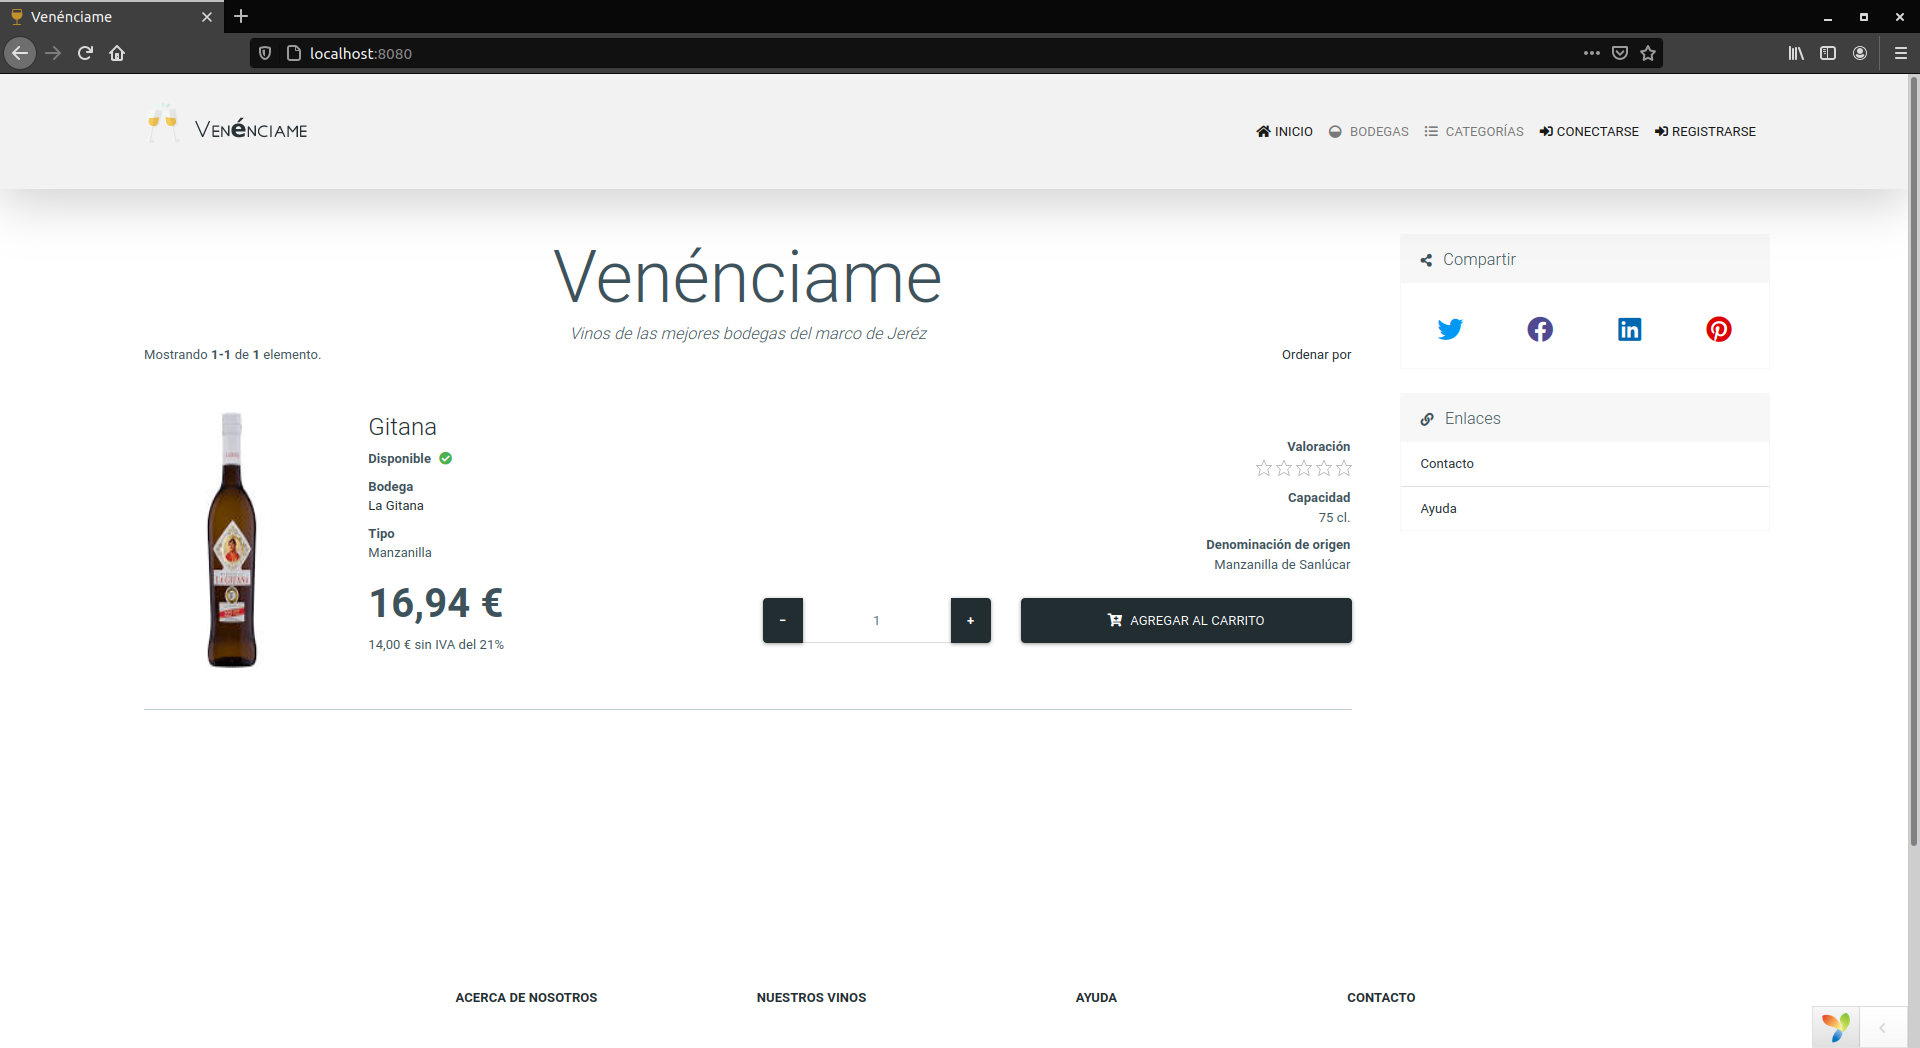 Venénciame
localhost:8080
Venénciame
INICIO
BODEGAS
CATEGORÍAS
CONECTARSE
REGISTRARSE
Venénciame
Vinos de las mejores bodegas del marco de Jeréz
Mostrando 1-1 de 1 elemento.
Ordenar por
Gitana
Disponible
Bodega
La Gitana
Tipo
Manzanilla
16,94 €
14,00 € sin IVA del 21%
LA GITANA
Valoración
Capacidad
75 cl.
Denominación de origen
Manzanilla de Sanlúcar
-
1
+
AGREGAR AL CARRITO
Compartir
Enlaces
Contacto
Ayuda
ACERCA DE NOSOTROS
NUESTROS VINOS
AYUDA
CONTACTO